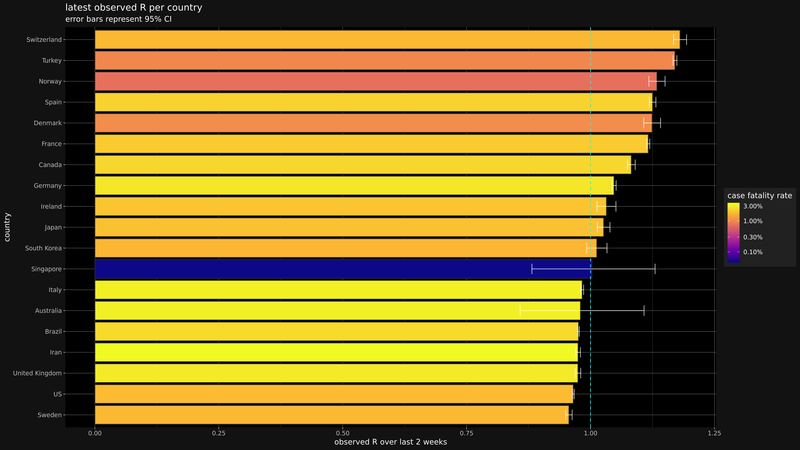 latest observed R per country
error bars represent 95% CI
country
Switzerland
Turkey
Norway
Spain
Denmark
France
Canada
Germany
Ireland
Japan
South Korea
Singapore
Italy
Australia
Brazil
Iran
United Kingdom
US
Sweden
0.00 0.25 0.50 0.75 1.00 1.25
observed R over last 2 weeks
case fatality rate
3.00%
1.00%
0.30%
0.10%